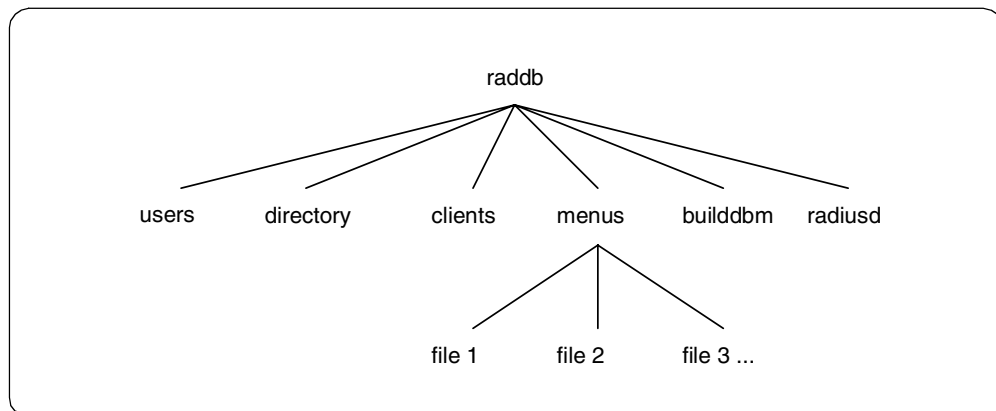 raddb
users directory clients menus builddbm radiusd
file 1 file 2 file 3 ...